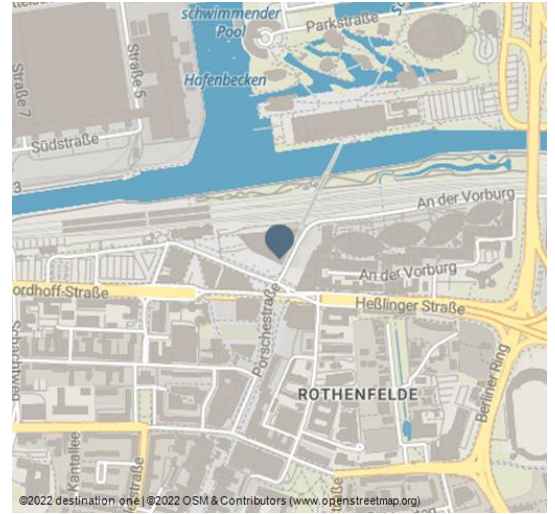 schwimmender
Pool
Parkstraße
Straße 5
Straße 7
Hafenbecken
Südstraße
An der Vorburg
An der Vorburg
ordhoff-Straße
Heßlinger Straße
Porschestraße
Schachtweg
Berliner Ring
ROTHENFELDE
Kantallee
©2022 destination.one | ©2022 OSM & Contributors (www.openstreetmap.org)